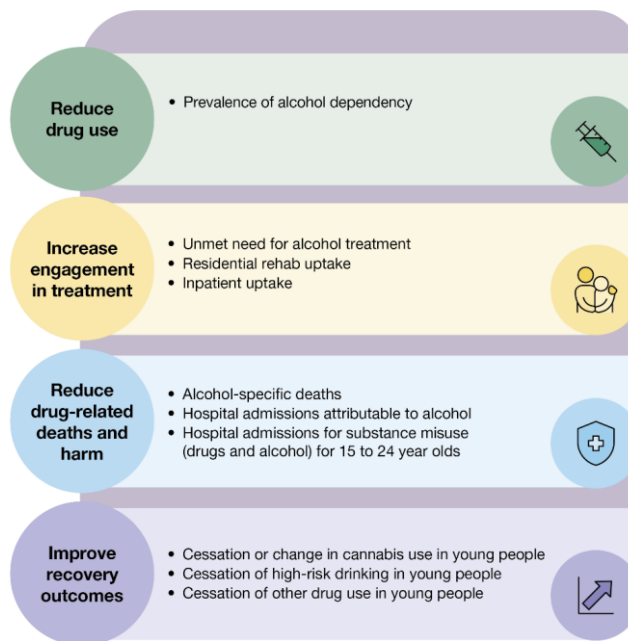 Reduce
drug use
• Prevalence of alcohol dependency
Increase
engagement
in treatment
• Unmet need for alcohol treatment
• Residential rehab uptake
• Inpatient uptake
Reduce
drug-related
deaths and
harm
• Alcohol-specific deaths
• Hospital admissions attributable to alcohol
• Hospital admissions for substance misuse
(drugs and alcohol) for 15 to 24 year olds
Improve
recovery
outcomes
• Cessation or change in cannabis use in young people
• Cessation of high-risk drinking in young people
• Cessation of other drug use in young people